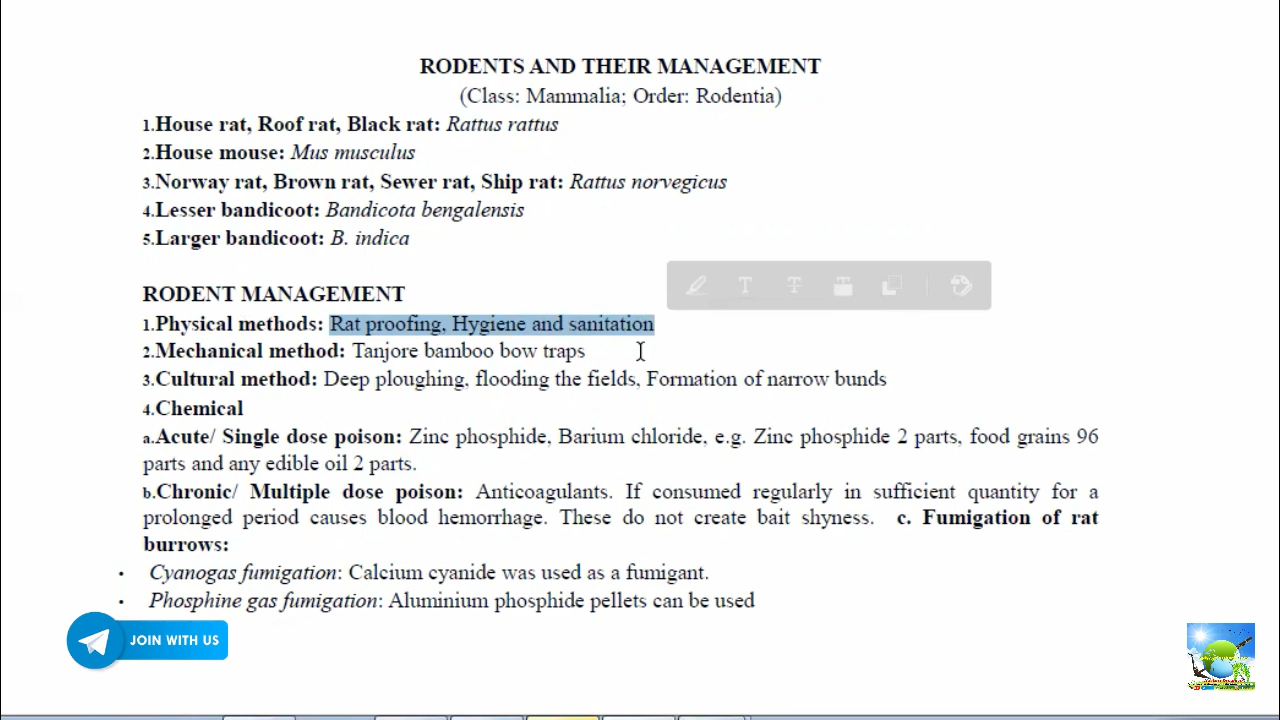 RODENTS AND THEIR MANAGEMENT
(Class: Mammalia; Order: Rodentia)
1.House rat, Roof rat, Black rat: Rattus rattus
2.House mouse: Mus musculus
3.Norway rat, Brown rat, Sewer rat, Ship rat: Rattus norvegicus
4.Lesser bandicoot: Bandicota bengalensis
5.Larger bandicoot: B. indica
RODENT MANAGEMENT
1.Physical methods: Rat proofing, Hygiene and sanitation
2.Mechanical method: Tanjore bamboo bow traps
3.Cultural method: Deep ploughing, flooding the fields, Formation of narrow bunds
4.Chemical
a.Acute/ Single dose poison: Zinc phosphide, Barium chloride, e.g. Zinc phosphide 2 parts, food grains 96
parts and any edible oil 2 parts.
b.Chronic/ Multiple dose poison: Anticoagulants. If consumed regularly in sufficient quantity for a
prolonged period causes blood hemorrhage. These do not create bait shyness. c. Fumigation of rat
burrows:
• Cyanogas fumigation: Calcium cyanide was used as a fumigant.
• Phosphine gas fumigation: Aluminium phosphide pellets can be used
JOIN WITH US